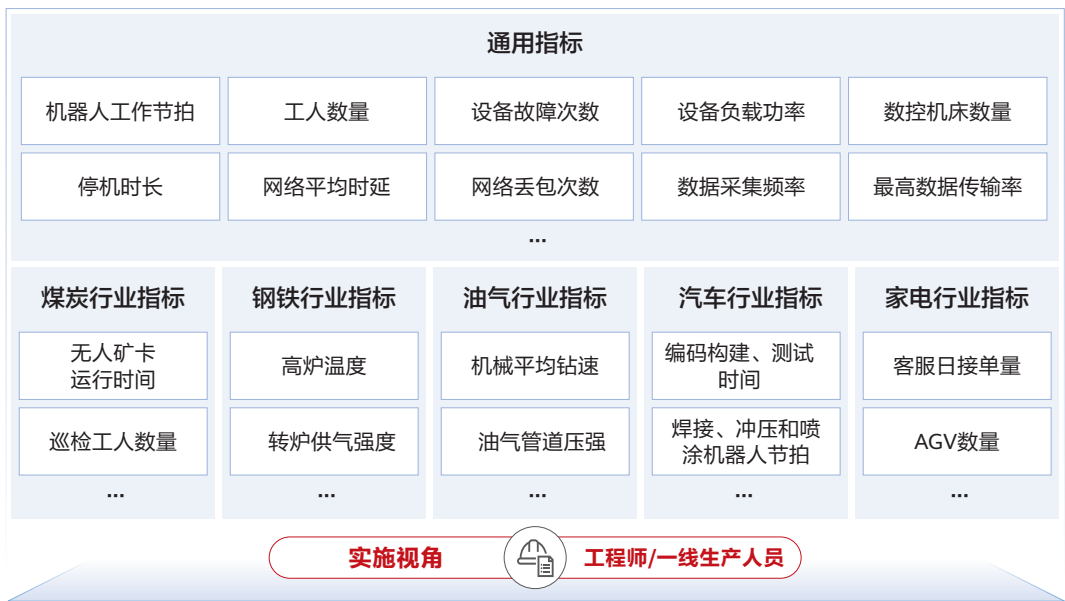 通用指标
机器人工作节拍
工人数量
设备故障次数
设备负载功率
数控机床数量
停机时长
网络平均时延
网络丢包次数
数据采集频率
最高数据传输率
...
煤炭行业指标
无人矿卡
运行时间
巡检工人数量
...
钢铁行业指标
高炉温度
转炉供气强度
...
油气行业指标
机械平均钻速
油气管道压强
...
汽车行业指标
编码构建、测试
时间
焊接、冲压和喷
涂机器人节拍
...
家电行业指标
客服日接单量
AGV数量
...
实施视角
工程师/一线生产人员